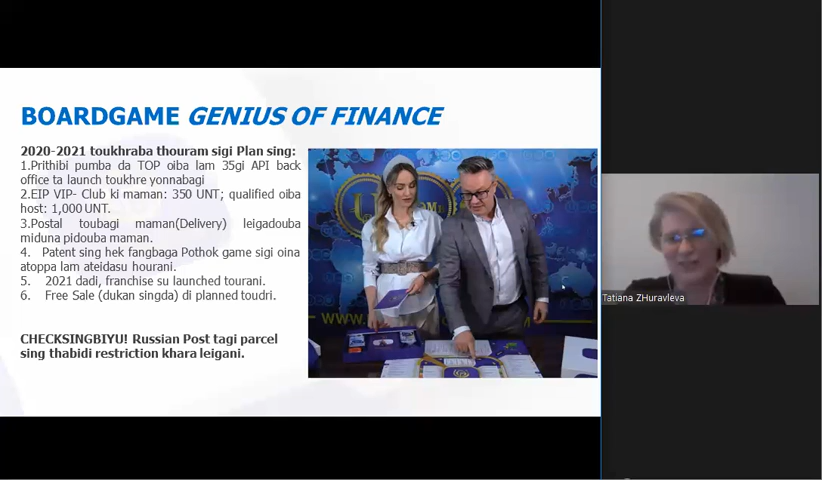 BOARDGAME GENIUS OF FINANCE
2020-2021 toukhraba thouram sigi Plan sing:
1.Prithibi pumba da TOP oiba lam 35gi API back
office ta launch toukhre yonnabagi
2.EIP VIP- Club ki maman: 350 UNT; qualified oiba
host: 1,000 UNT.
3.Postal toubagi maman(Delivery) leigadouba
miduna pidouba maman.
4. Patent sing hek fangbaga Pothok game sigi oina
atoppa lam ateidasu hourani.
5. 2021 dadi, franchise su launched tourani.
6. Free Sale (dukan singda) di planned toudri.
CHECKSINGBIYU! Russian Post tagi parcel
sing thabidi restriction khara leigani.
Tatiana ZHuravleva